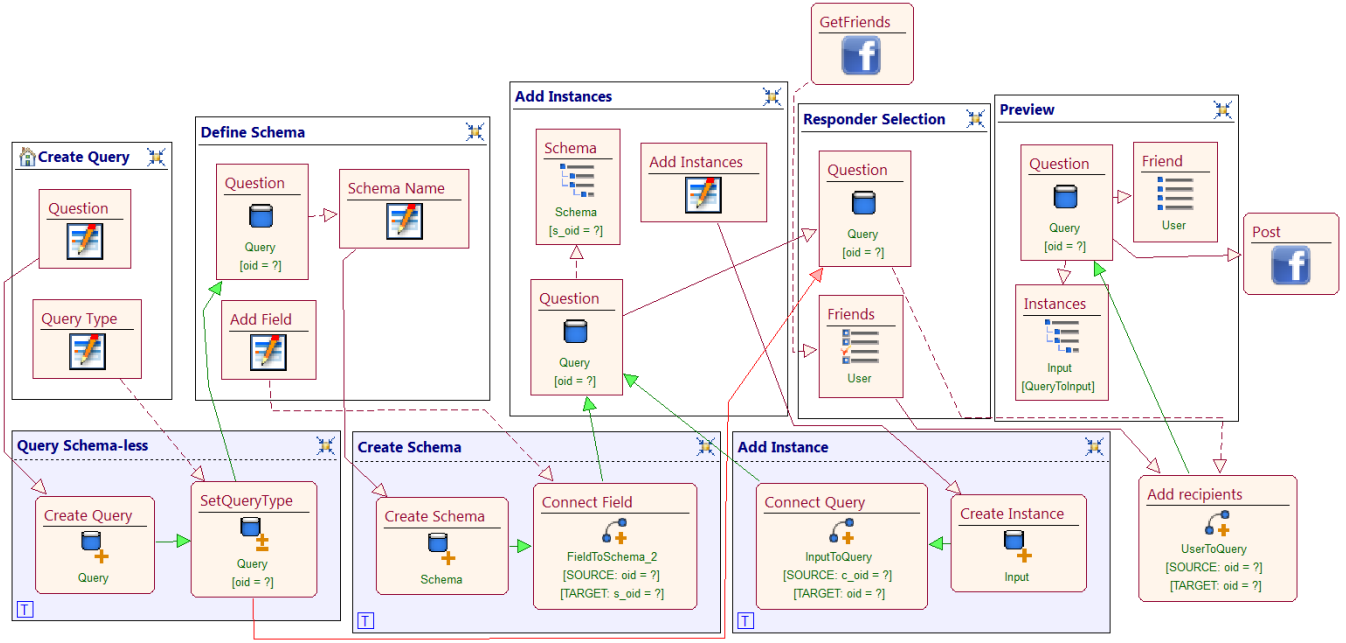 GetFriends
Create Query
Question
Query Type
Define Schema
Question
Query
[oid = ?]
Schema Name
Add Field
Add Instances
Schema
Schema
[s_oid = ?]
Add Instances
Question
Query
[oid = ?]
Responder Selection
Question
Query
[oid = ?]
Friends
User
Preview
Question
Query
[oid = ?]
Friend
User
Instances
Input
[QueryToInput]
Post
Query Schema-less
Create Query
Query
SetQueryType
Query
[oid = ?]
T
Create Schema
Create Schema
Schema
Connect Field
FieldToSchema_2
[SOURCE: oid = ?]
[TARGET: s_oid = ?]
T
Add Instance
Connect Query
InputToQuery
[SOURCE: c_oid = ?]
[TARGET: oid = ?]
Create Instance
Input
T
Add recipients
UserToQuery
[SOURCE: oid = ?]
[TARGET: oid = ?]